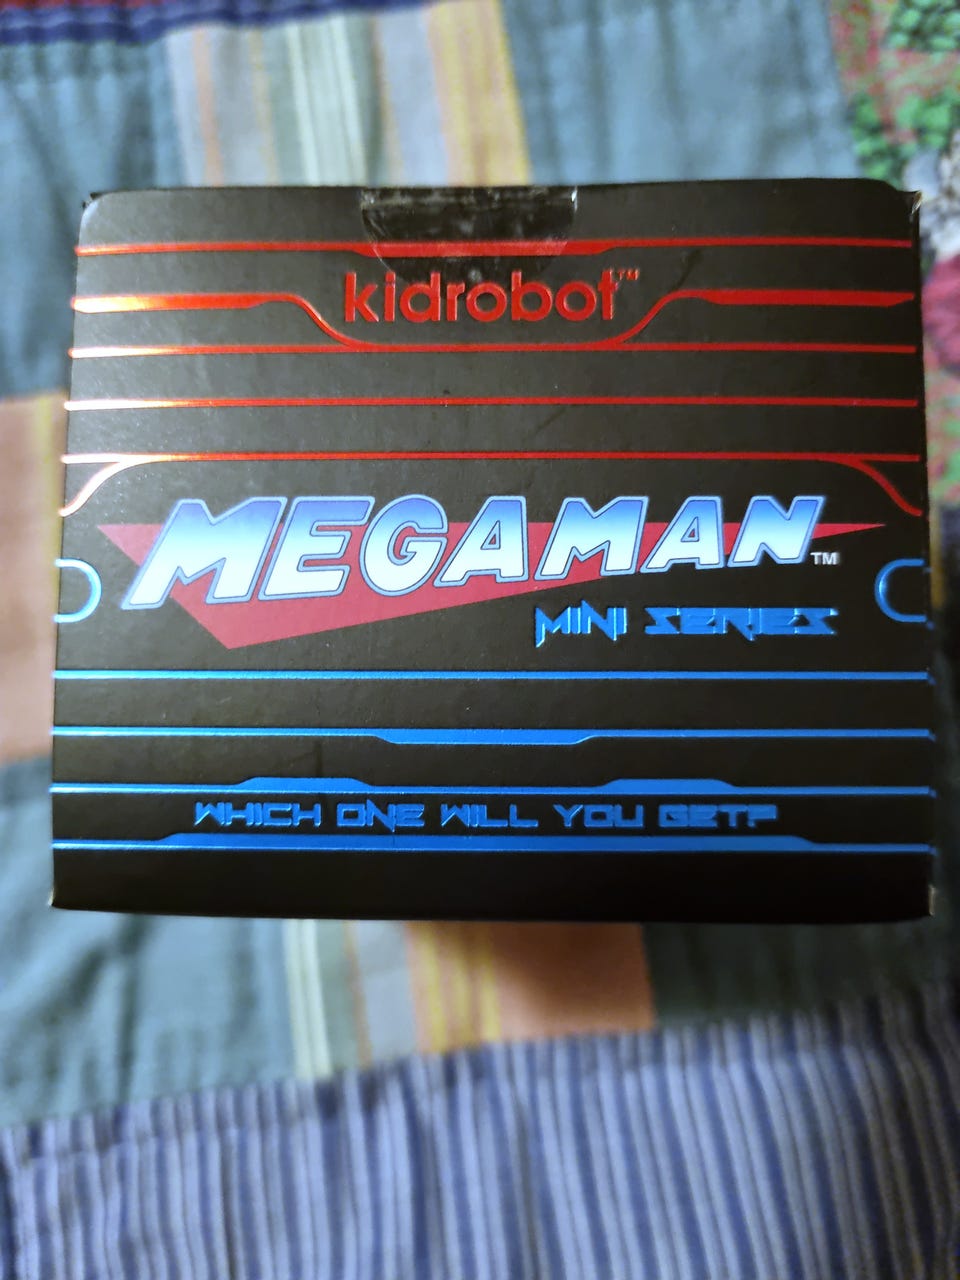 kidrobot™
MEGAMAN™
MINI SERIES
WHICH ONE WILL YOU GET?